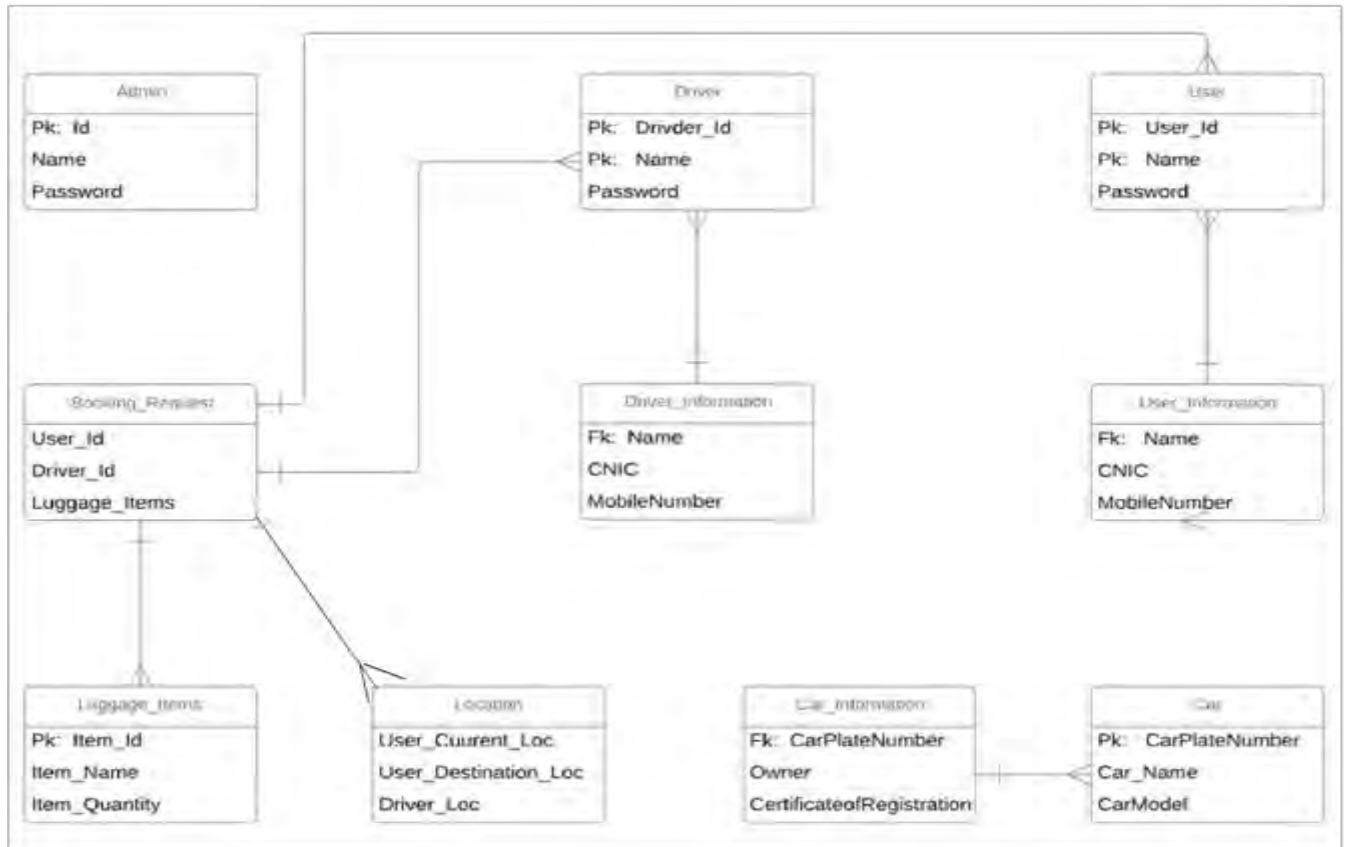 Admin
Pk: Id
Name
Password
Driver
Pk: Drivder_Id
Pk: Name
Password
User
Pk: User_Id
Pk: Name
Password
Booking_Request
User_Id
Driver_Id
Luggage_Items
Driver_Information
Fk: Name
CNIC
MobileNumber
User_Information
Fk: Name
CNIC
MobileNumber
Luggage_Items
Pk: Item_Id
Item_Name
Item_Quantity
Location
User_Cuurent_Loc
User_Destination_Loc
Driver_Loc
Car_Information
Fk: CarPlateNumber
Owner
CertificateofRegistration
Car
Pk: CarPlateNumber
Car_Name
CarModel